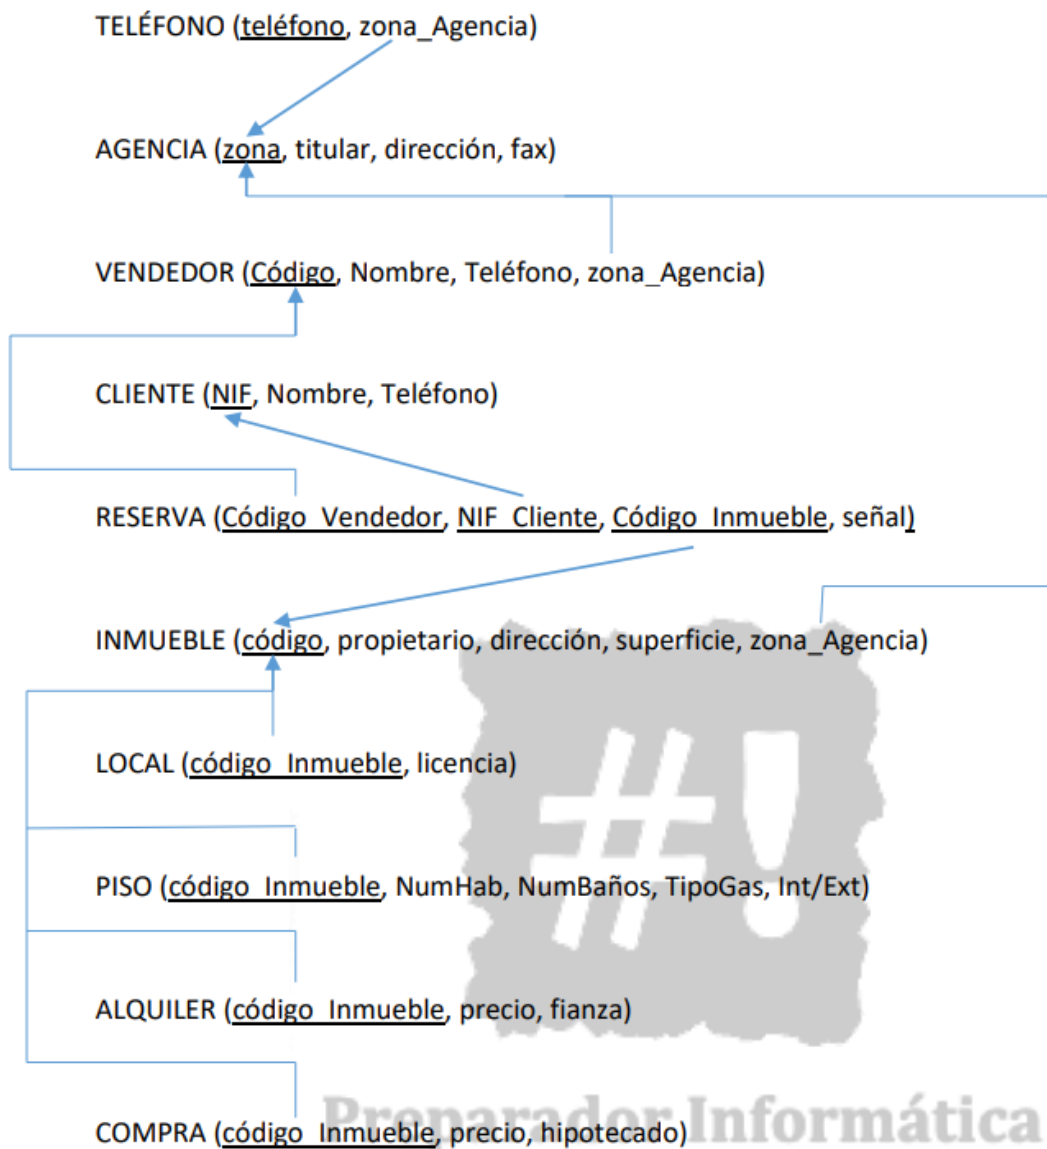 TELÉFONO (teléfono, zona_Agencia)
AGENCIA (zona, titular, dirección, fax)
VENDEDOR (Código, Nombre, Teléfono, zona_Agencia)
CLIENTE (NIF, Nombre, Teléfono)
RESERVA (Código_Vendedor, NIF_Cliente, Código_Inmueble, señal)
INMUEBLE (código, propietario, dirección, superficie, zona_Agencia)
LOCAL (código_Inmueble, licencia)
#!
PISO (código_Inmueble, NumHab, NumBaños, TipoGas, Int/Ext)
ALQUILER (código_Inmueble, precio, fianza)
Preparador Informática
COMPRA (código_Inmueble, precio, hipotecado)